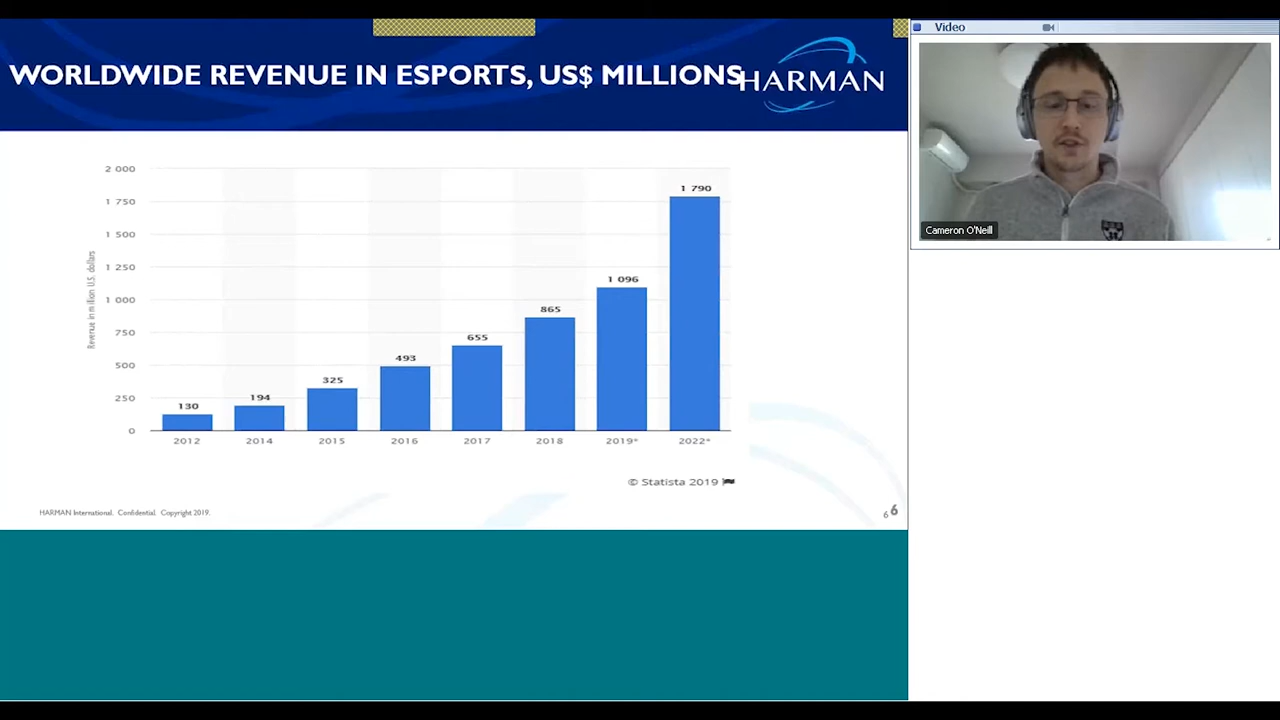 WORLDWIDE REVENUE IN ESPORTS, US$ MILLIONS
HARMAN
Revenue in million U.S. dollars
2 000
1 750
1 500
1 250
1 000
750
500
250
0
130
194
325
493
655
865
1 096
1 790
2012 2014 2015 2016 2017 2018 2019* 2022*
© Statista 2019
HARMAN International. Confidential. Copyright 2019.
6 6
Video
Cameron O'Neill